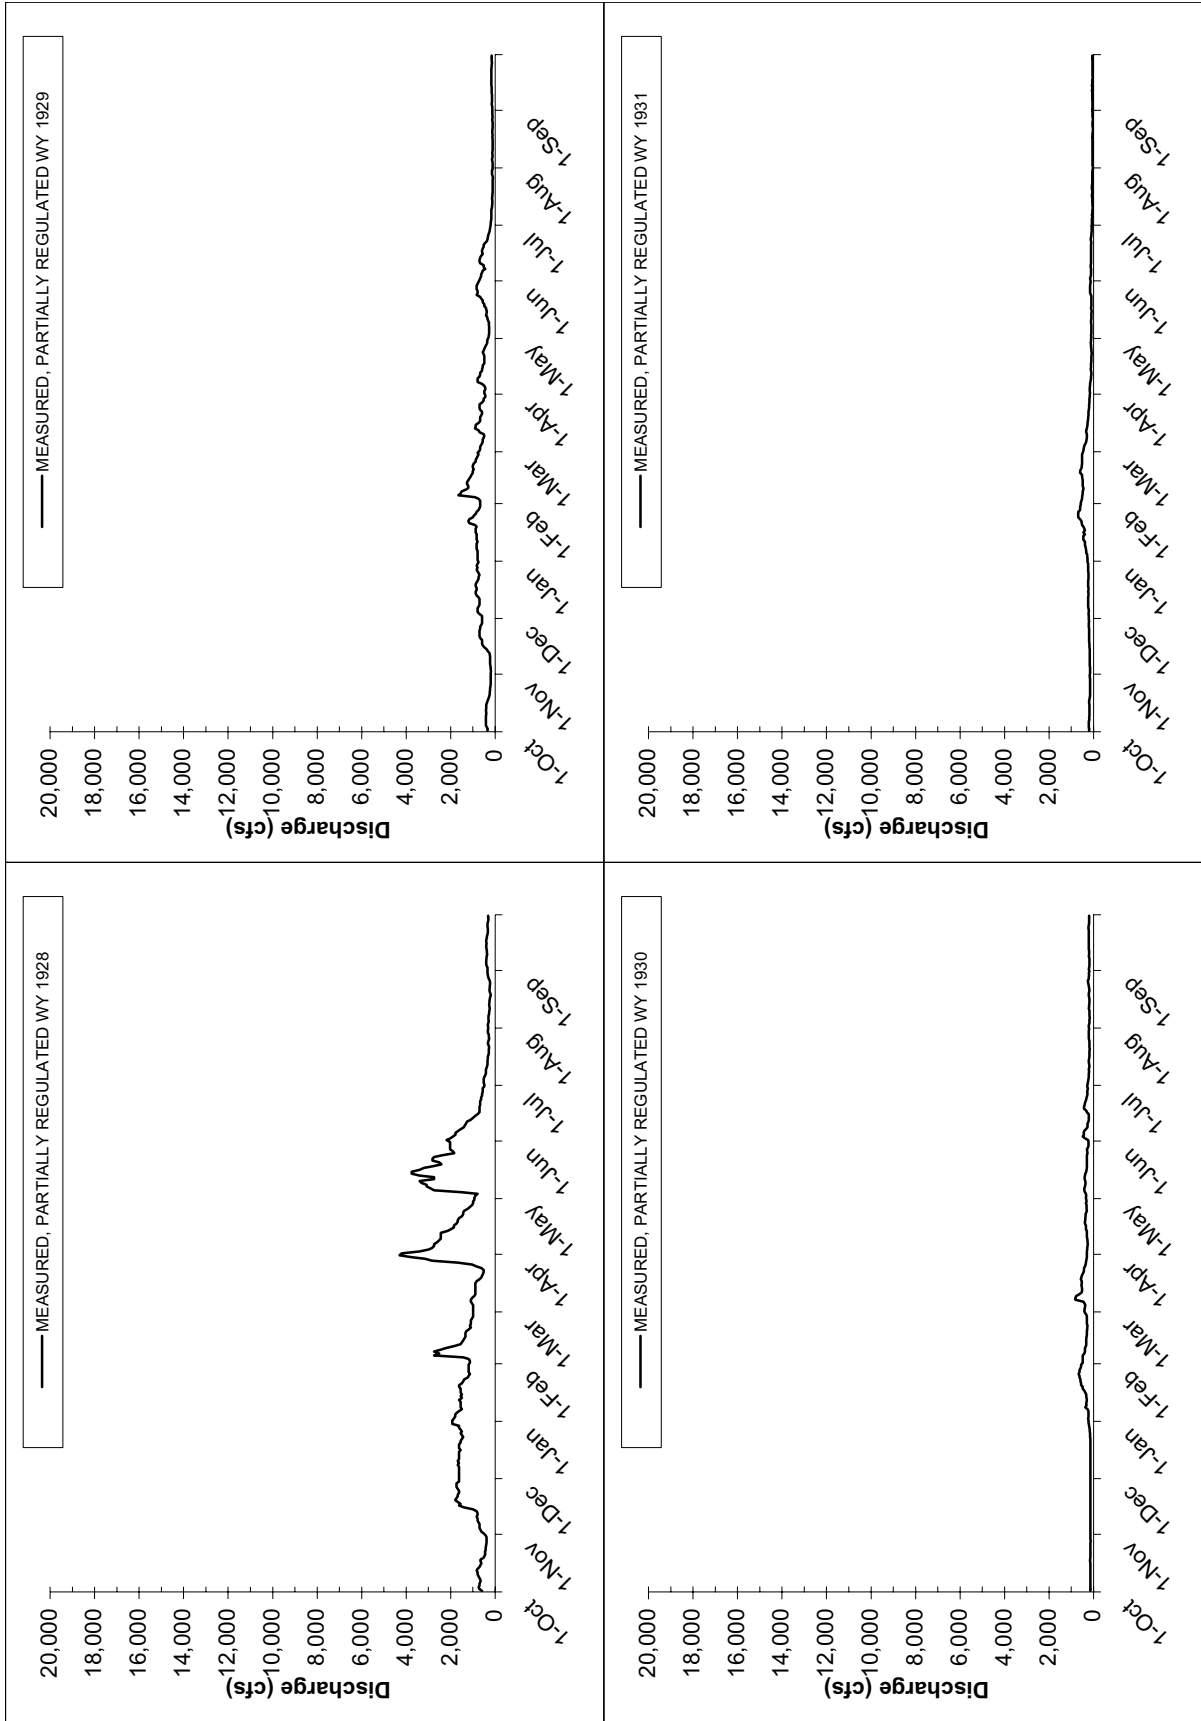 MEASURED, PARTIALLY REGULATED WY 1928
20,000
18,000
16,000
14,000
12,000
10,000
8,000
6,000
4,000
2,000
0
Discharge (cfs)
1-Oct
1-Nov
1-Dec
1-Jan
1-Feb
1-Mar
1-Apr
1-May
1-Jun
1-Jul
1-Aug
1-Sep
MEASURED, PARTIALLY REGULATED WY 1929
20,000
18,000
16,000
14,000
12,000
10,000
8,000
6,000
4,000
2,000
0
Discharge (cfs)
1-Oct
1-Nov
1-Dec
1-Jan
1-Feb
1-Mar
1-Apr
1-May
1-Jun
1-Jul
1-Aug
1-Sep
MEASURED, PARTIALLY REGULATED WY 1930
20,000
18,000
16,000
14,000
12,000
10,000
8,000
6,000
4,000
2,000
0
Discharge (cfs)
1-Oct
1-Nov
1-Dec
1-Jan
1-Feb
1-Mar
1-Apr
1-May
1-Jun
1-Jul
1-Aug
1-Sep
MEASURED, PARTIALLY REGULATED WY 1931
20,000
18,000
16,000
14,000
12,000
10,000
8,000
6,000
4,000
2,000
0
Discharge (cfs)
1-Oct
1-Nov
1-Dec
1-Jan
1-Feb
1-Mar
1-Apr
1-May
1-Jun
1-Jul
1-Aug
1-Sep